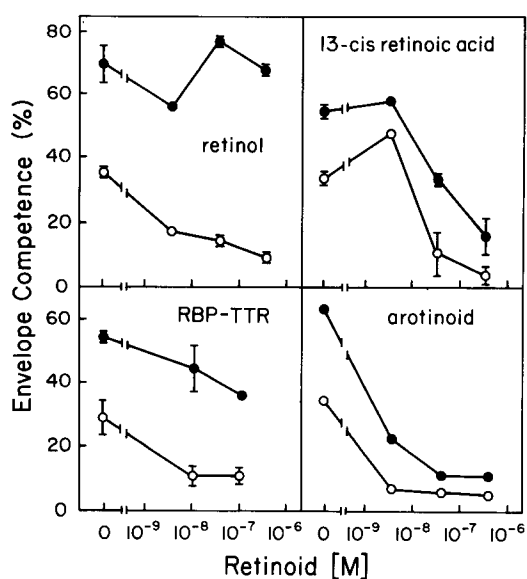 80
60
40
20
0
60
40
20
0
Envelope Competence (%)
retinol
13-cis retinoic acid
RBP-TTR
arotinoid
0 10⁻⁹ 10⁻⁸ 10⁻⁷ 10⁻⁶
0 10⁻⁹ 10⁻⁸ 10⁻⁷ 10⁻⁶
Retinoid [M]